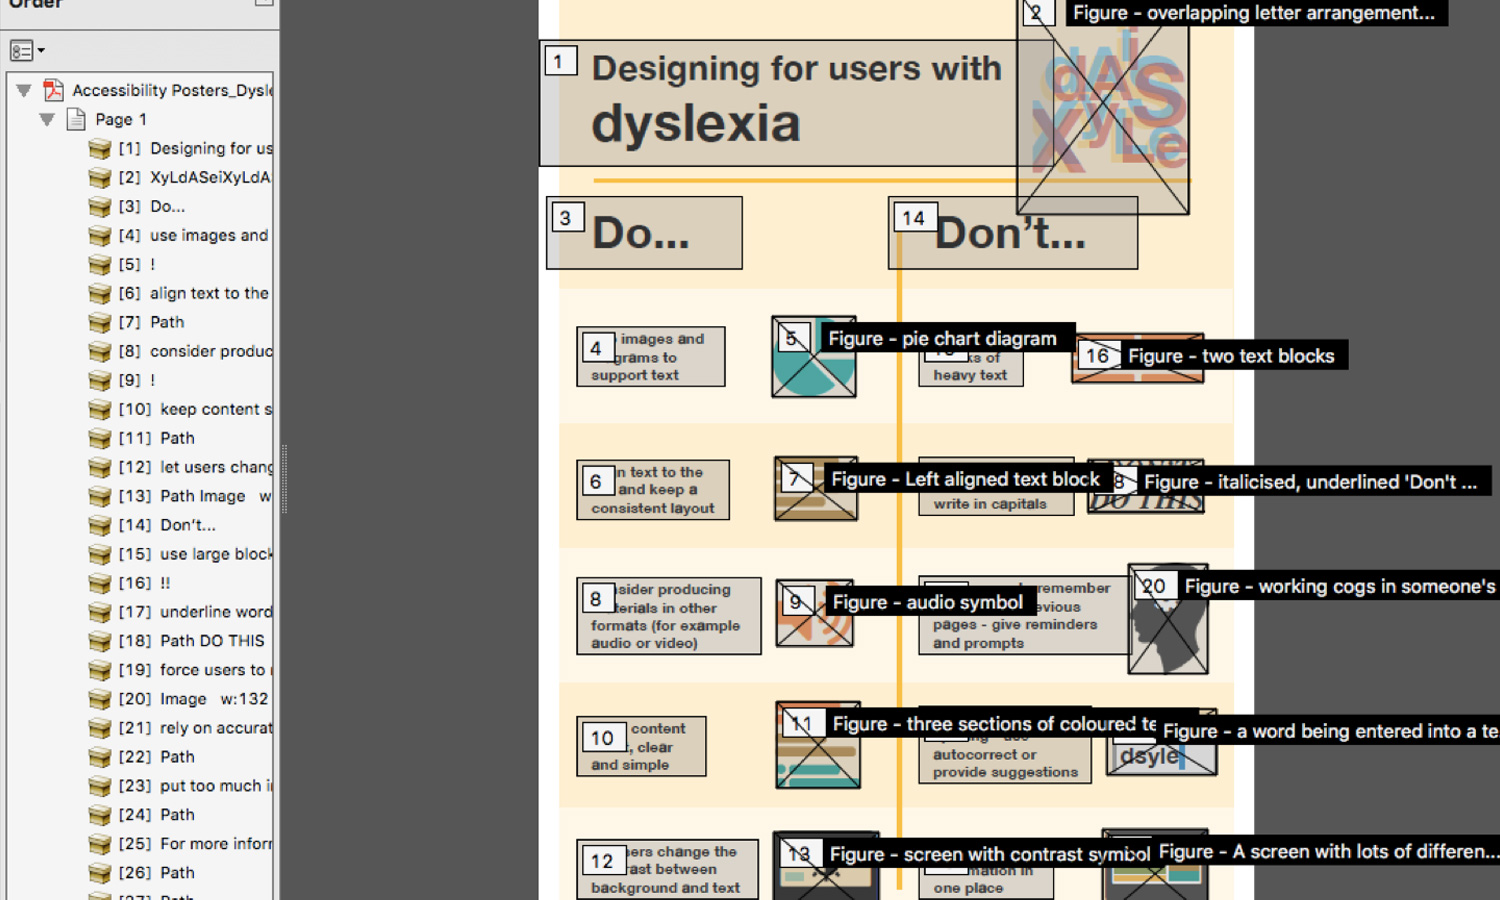 Order
Accessibility Posters_Dysle
Page 1
[1] Designing for us
[2] XyLdASeiXyLdA
[3] Do...
[4] use images and
[5] !
[6] align text to the
[7] Path
[8] consider produc
[9] !
[10] keep content s
[11] Path
[12] let users chang
[13] Path Image w
[14] Don't...
[15] use large block
[16] !!
[17] underline word
[18] Path DO THIS
[19] force users to
[20] Image w:132
[21] rely on accurat
[22] Path
[23] put too much i
[24] Path
[25] For more inforr
[26] Path
2 Figure - overlapping letter arrangement...
1 Designing for users with
dyslexia
3 Do...
14 Don't...
4 images and
grams to
support text
5 Figure - pie chart diagram
ks of
heavy text
16 Figure - two text blocks
6 n text to the
and keep a
consistent layout
7 Figure - Left aligned text block
write in capitals
8 Figure - italicised, underlined 'Don't ...
DO THIS
8 sider producing
terials in other
formats (for example
audio or video)
9 Figure - audio symbol
remember
evious
pages - give reminders
and prompts
20 Figure - working cogs in someone's
10 content
, clear
and simple
11 Figure - three sections of coloured te
autocorrect or
provide suggestions
Figure - a word being entered into a te
dsyle
12 ers change the
rast between
background and text
13 Figure - screen with contrast symbol
mation in
one place
Figure - A screen with lots of differen...